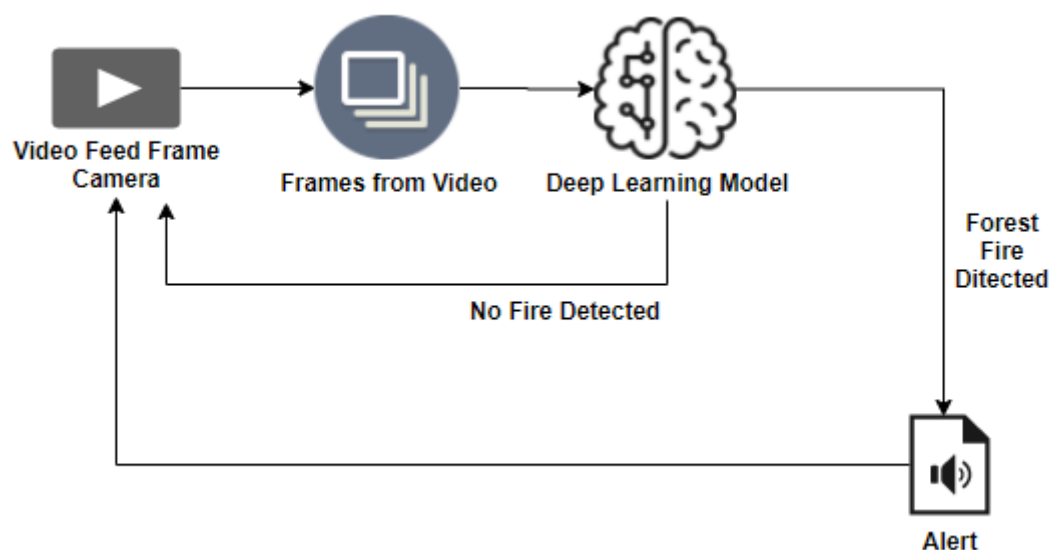 Video Feed Frame
Camera
Frames from Video
Deep Learning Model
Forest
Fire
Ditected
No Fire Detected
Alert